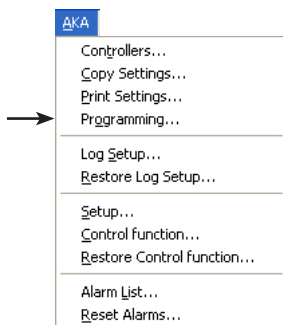 AKA
Controllers...
Copy Settings...
Print Settings...
Programming...
Log Setup...
Restore Log Setup...
Setup...
Control function...
Restore Control function...
Alarm List...
Reset Alarms...